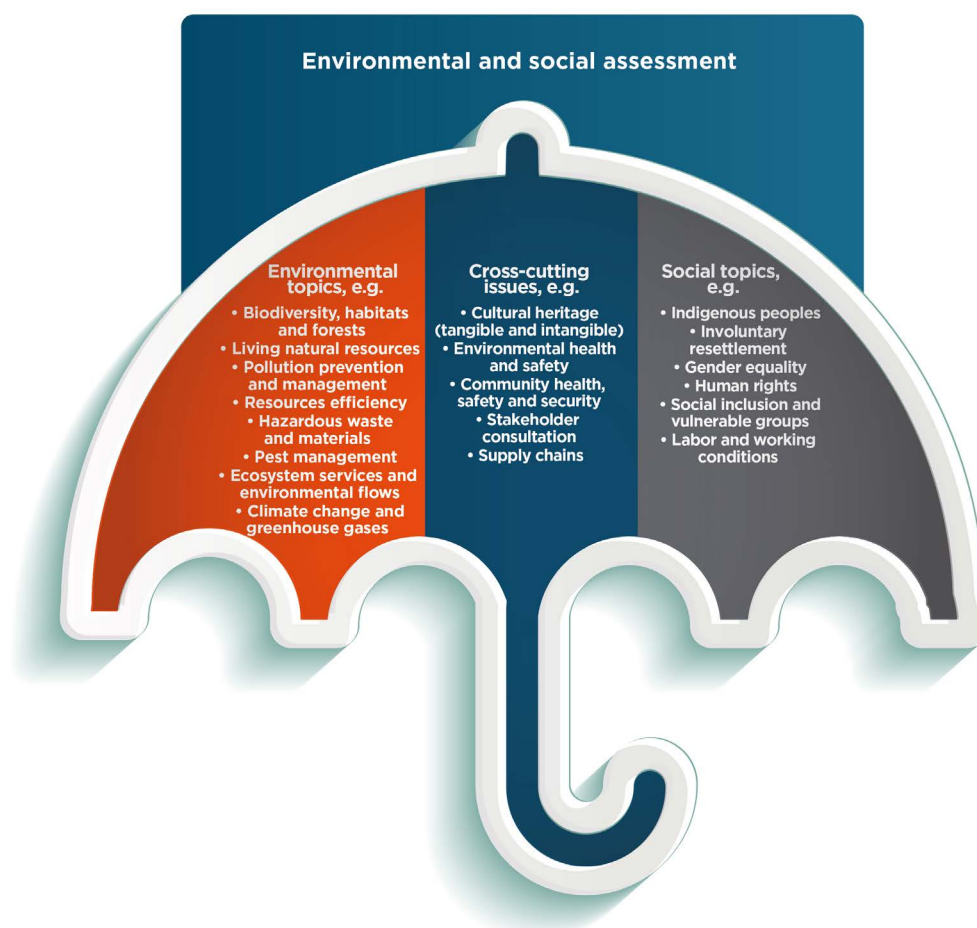 Environmental and social assessment
Environmental
topics, e.g.
• Biodiversity, habitats
and forests
• Living natural resources
• Pollution prevention
and management
• Resources efficiency
• Hazardous waste
and materials
• Pest management
• Ecosystem services and
environmental flows
• Climate change and
greenhouse gases
Cross-cutting
issues, e.g.
• Cultural heritage
(tangible and intangible)
• Environmental health
and safety
• Community health,
safety and security
• Stakeholder
consultation
• Supply chains
Social topics,
e.g.
• Indigenous peoples
• Involuntary
resettlement
• Gender equality
• Human rights
• Social inclusion and
vulnerable groups
• Labor and working
conditions